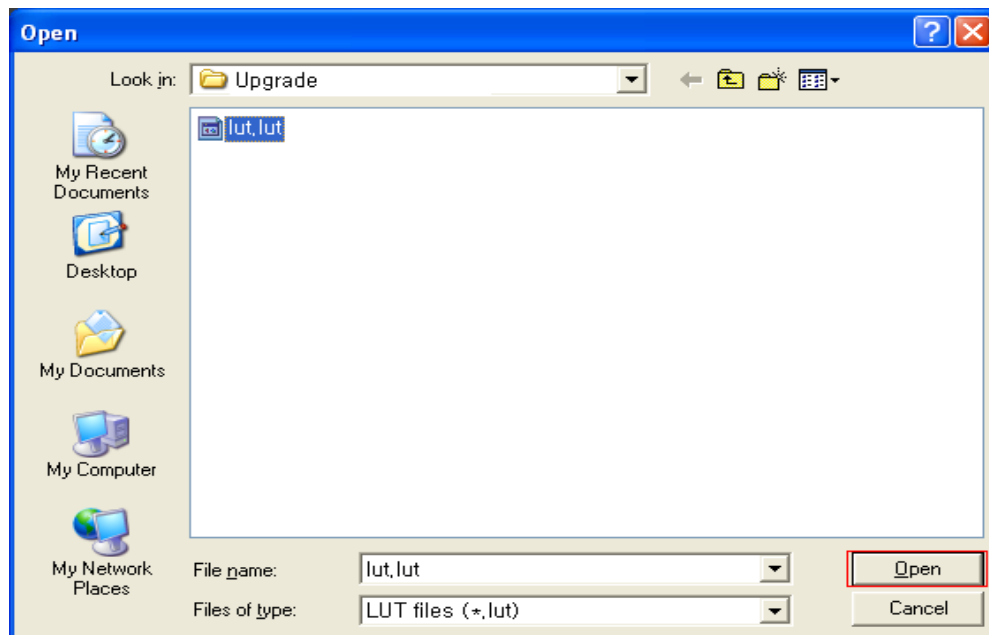 Open
Look in: Upgrade
lut.lut
My Recent
Documents
Desktop
My Documents
My Computer
My Network
Places
File name: lut.lut Open
Files of type: LUT files (*.lut) Cancel